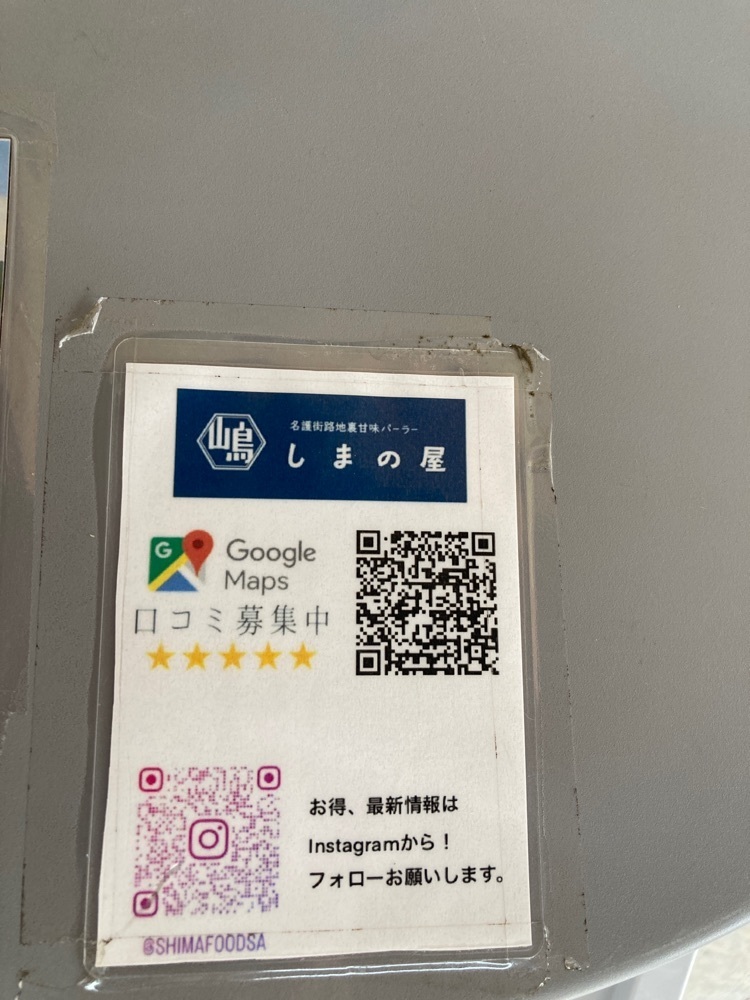 嶋
名護街路地裏甘味パーラー
しまの屋
G
Google
Maps
口コミ募集中
お得、最新情報は
Instagramから!
フォローお願いします。
@SHIMAFOODSA